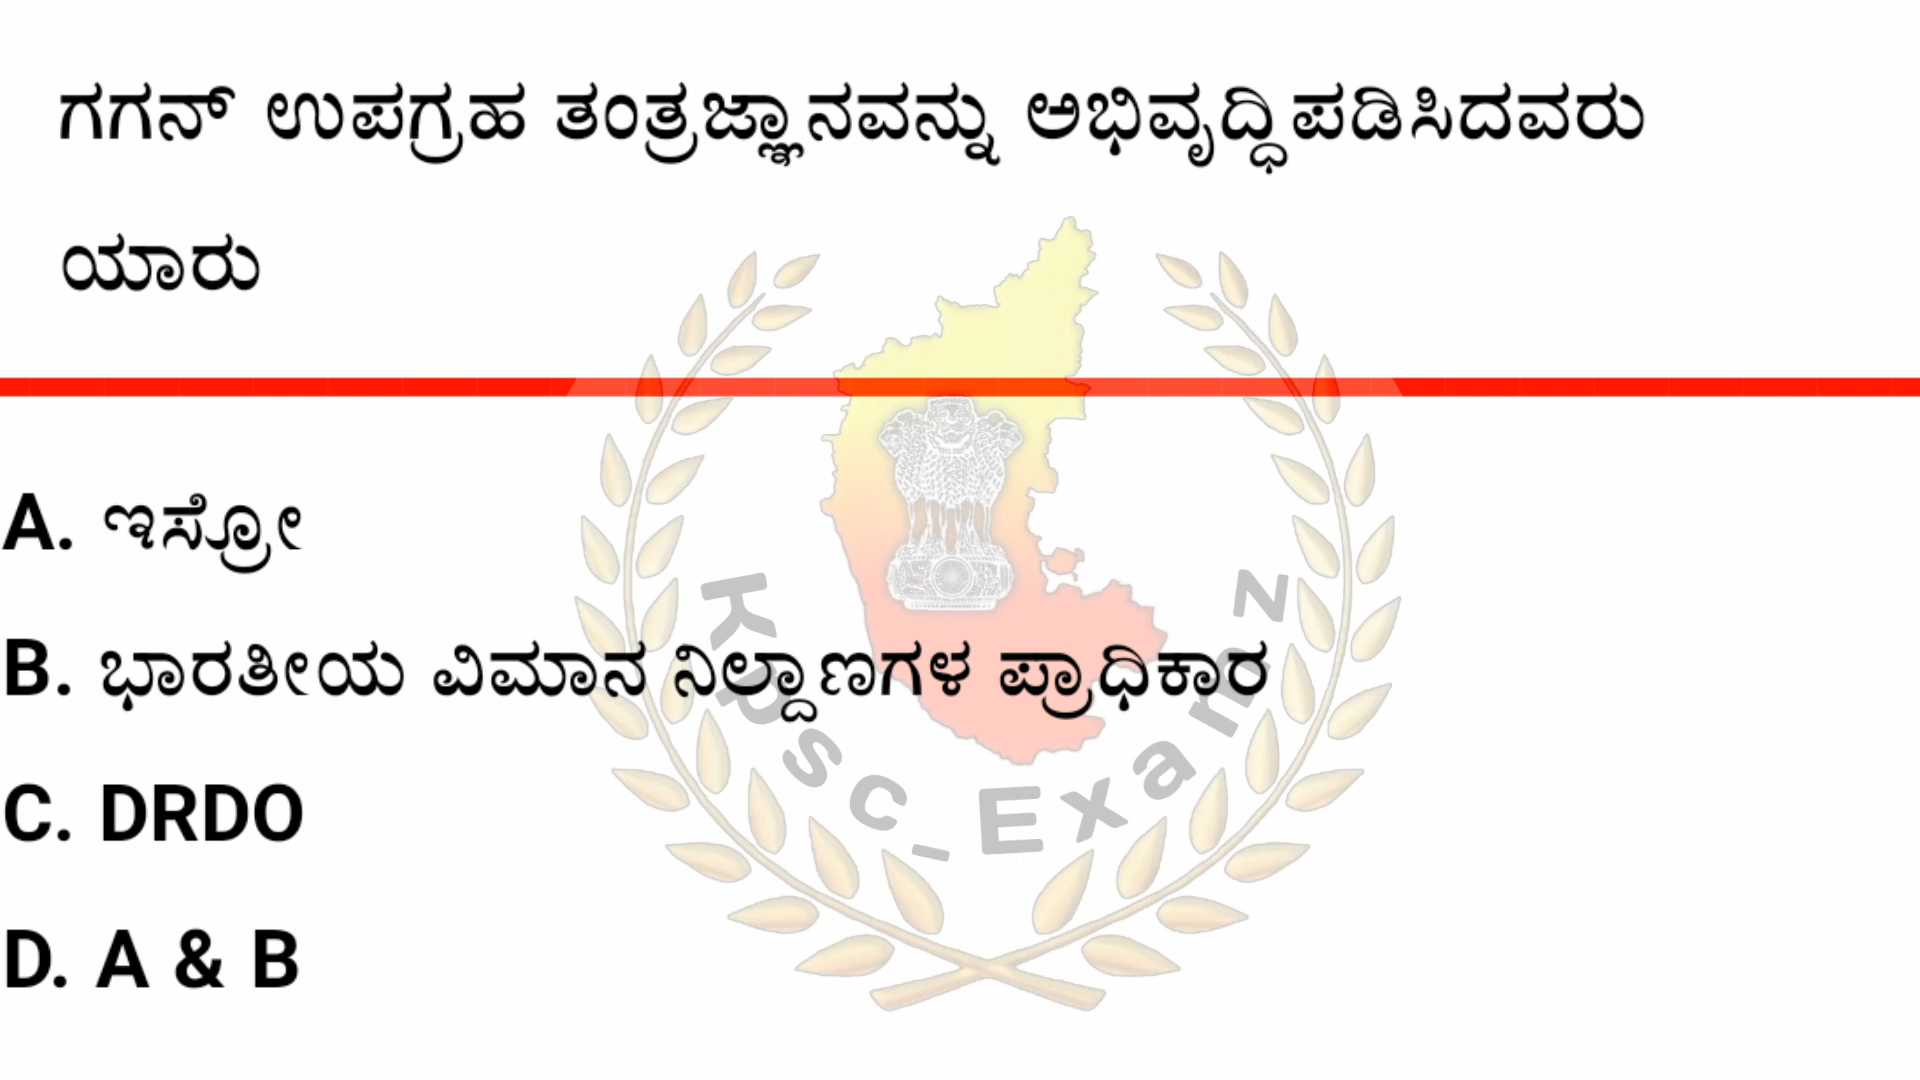 ಗಗನ್ ಉಪಗ್ರಹ ತಂತ್ರಜ್ಞಾನವನ್ನು ಅಭಿವೃದ್ಧಿಪಡಿಸಿದವರು
ಯಾರು
A. ಇಸ್ರೋ
B. ಭಾರತೀಯ ವಿಮಾನ ನಿಲ್ದಾಣಗಳ ಪ್ರಾಧಿಕಾರ
C. DRDO
D. A & B
Kpsc_Examz